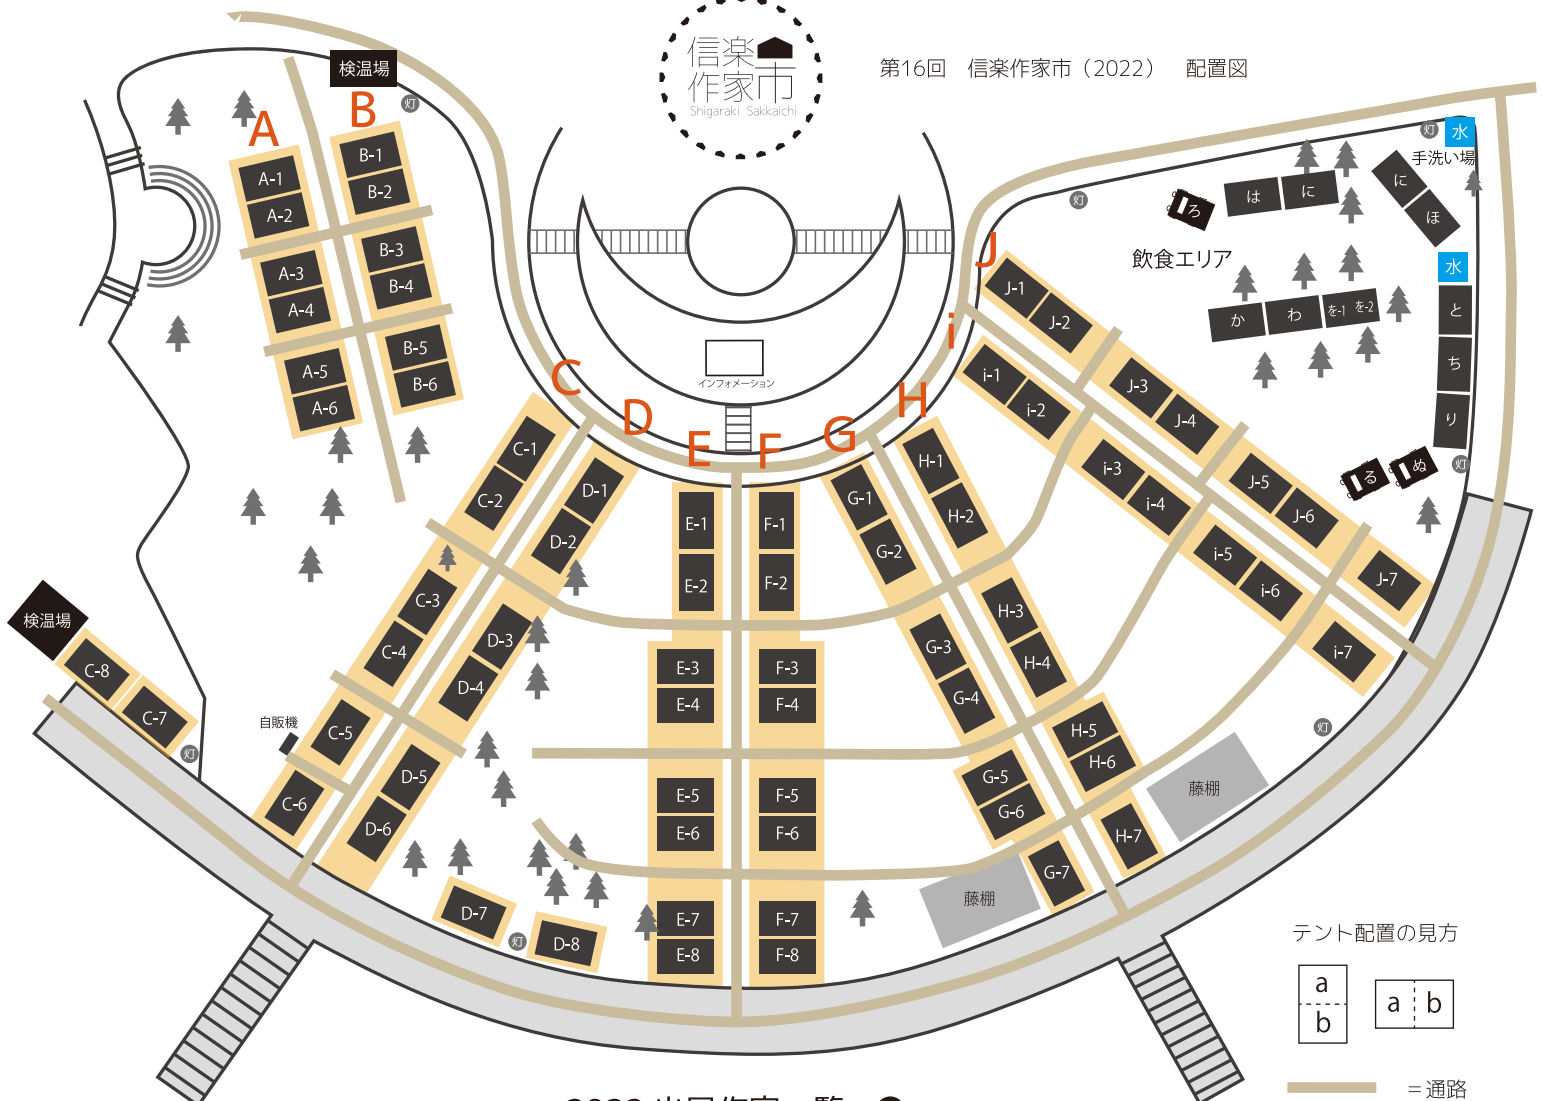 信楽
作家市
Shigaraki Sakkaichi
第16回 信楽作家市（2022） 配置図
検温場
灯
A
B
A-1
A-2
A-3
A-4
A-5
A-6
B-1
B-2
B-3
B-4
B-5
B-6
インフォメーション
C
D
E
F
G
H
i
J
C-1
C-2
C-3
C-4
C-5
C-6
C-7
C-8
検温場
灯
自販機
D-1
D-2
D-3
D-4
D-5
D-6
D-7
D-8
灯
E-1
E-2
E-3
E-4
E-5
E-6
E-7
E-8
F-1
F-2
F-3
F-4
F-5
F-6
F-7
F-8
G-1
G-2
G-3
G-4
G-5
G-6
G-7
H-1
H-2
H-3
H-4
H-5
H-6
H-7
藤棚
藤棚
i-1
i-2
i-3
i-4
i-5
i-6
i-7
J-1
J-2
J-3
J-4
J-5
J-6
J-7
灯
灯
水
手洗い場
ろ
は
に
に
ほ
飲食エリア
水
か
わ
を-1 を-2
と
ち
り
る
ぬ
灯
灯
テント配置の見方
a
b
a b
＝通路